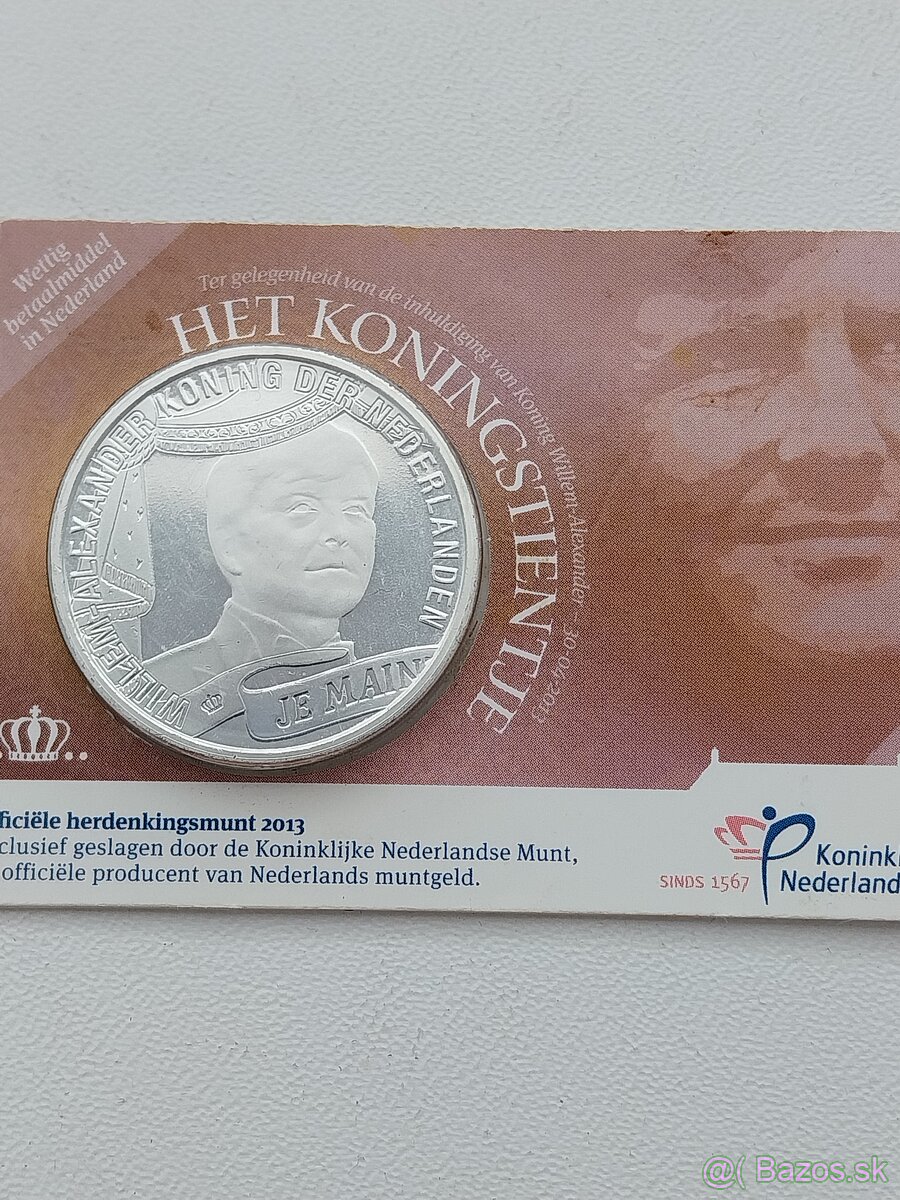 Wettig
betaalmiddel
in Nederland
Ter gelegenheid van de inhuldiging van Koning Willem-Alexander – 30-04-2013
HET KONINGSTIENTJE
WILLEM-ALEXANDER KONING DER NEDERLANDEN
JE MAIN
fficiële herdenkingsmunt 2013
clusief geslagen door de Koninklijke Nederlandse Munt,
officiële producent van Nederlands muntgeld.
SINDS 1567
Koninkl
Nederland
@( Bazos.sk